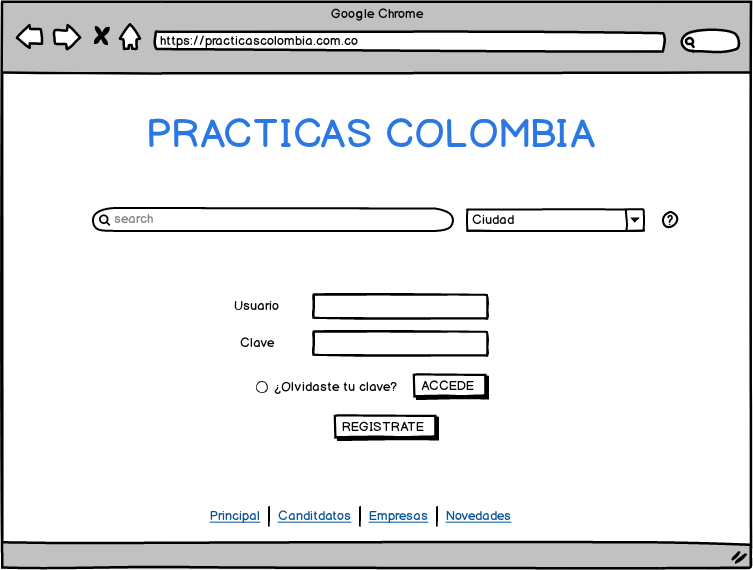 Google Chrome
https://practicascolombia.com.co
PRACTICAS COLOMBIA
search Ciudad ?
Usuario
Clave
¿Olvidaste tu clave? ACCEDE
REGISTRATE
Principal Canditdatos Empresas Novedades